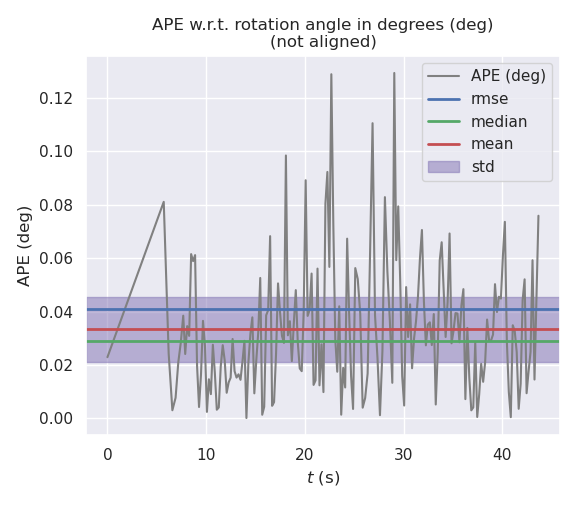 APE w.r.t. rotation angle in degrees (deg)
(not aligned)
APE (deg)
rmse
median
mean
std
APE (deg)
0.12
0.10
0.08
0.06
0.04
0.02
0.00
0
10
20
30
40
t (s)